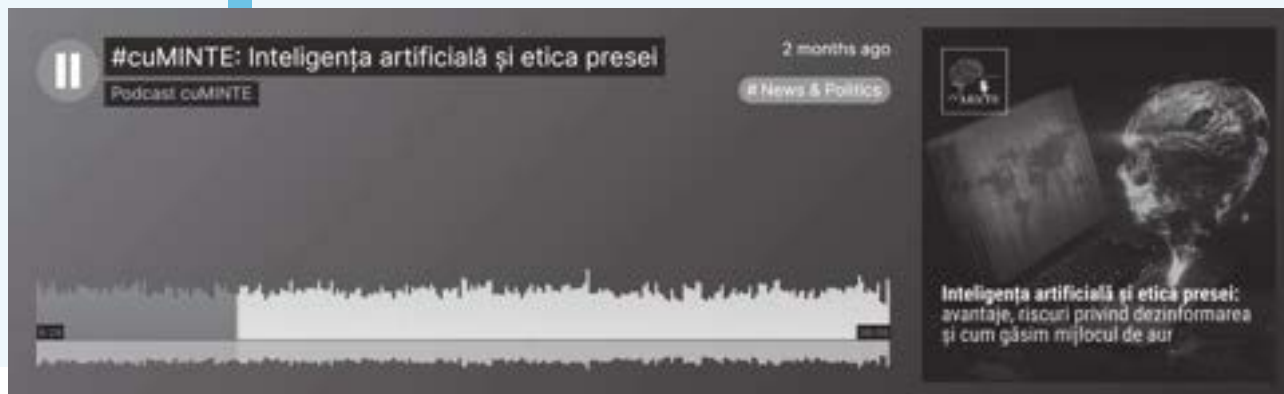 #cuMINTE: Inteligența artificială și etica presei
Podcast cuMINTE
2 months ago
# News & Politics
Inteligența artificială și etica presei:
avantaje, riscuri privind dezinformarea
și cum găsim mijlocul de aur